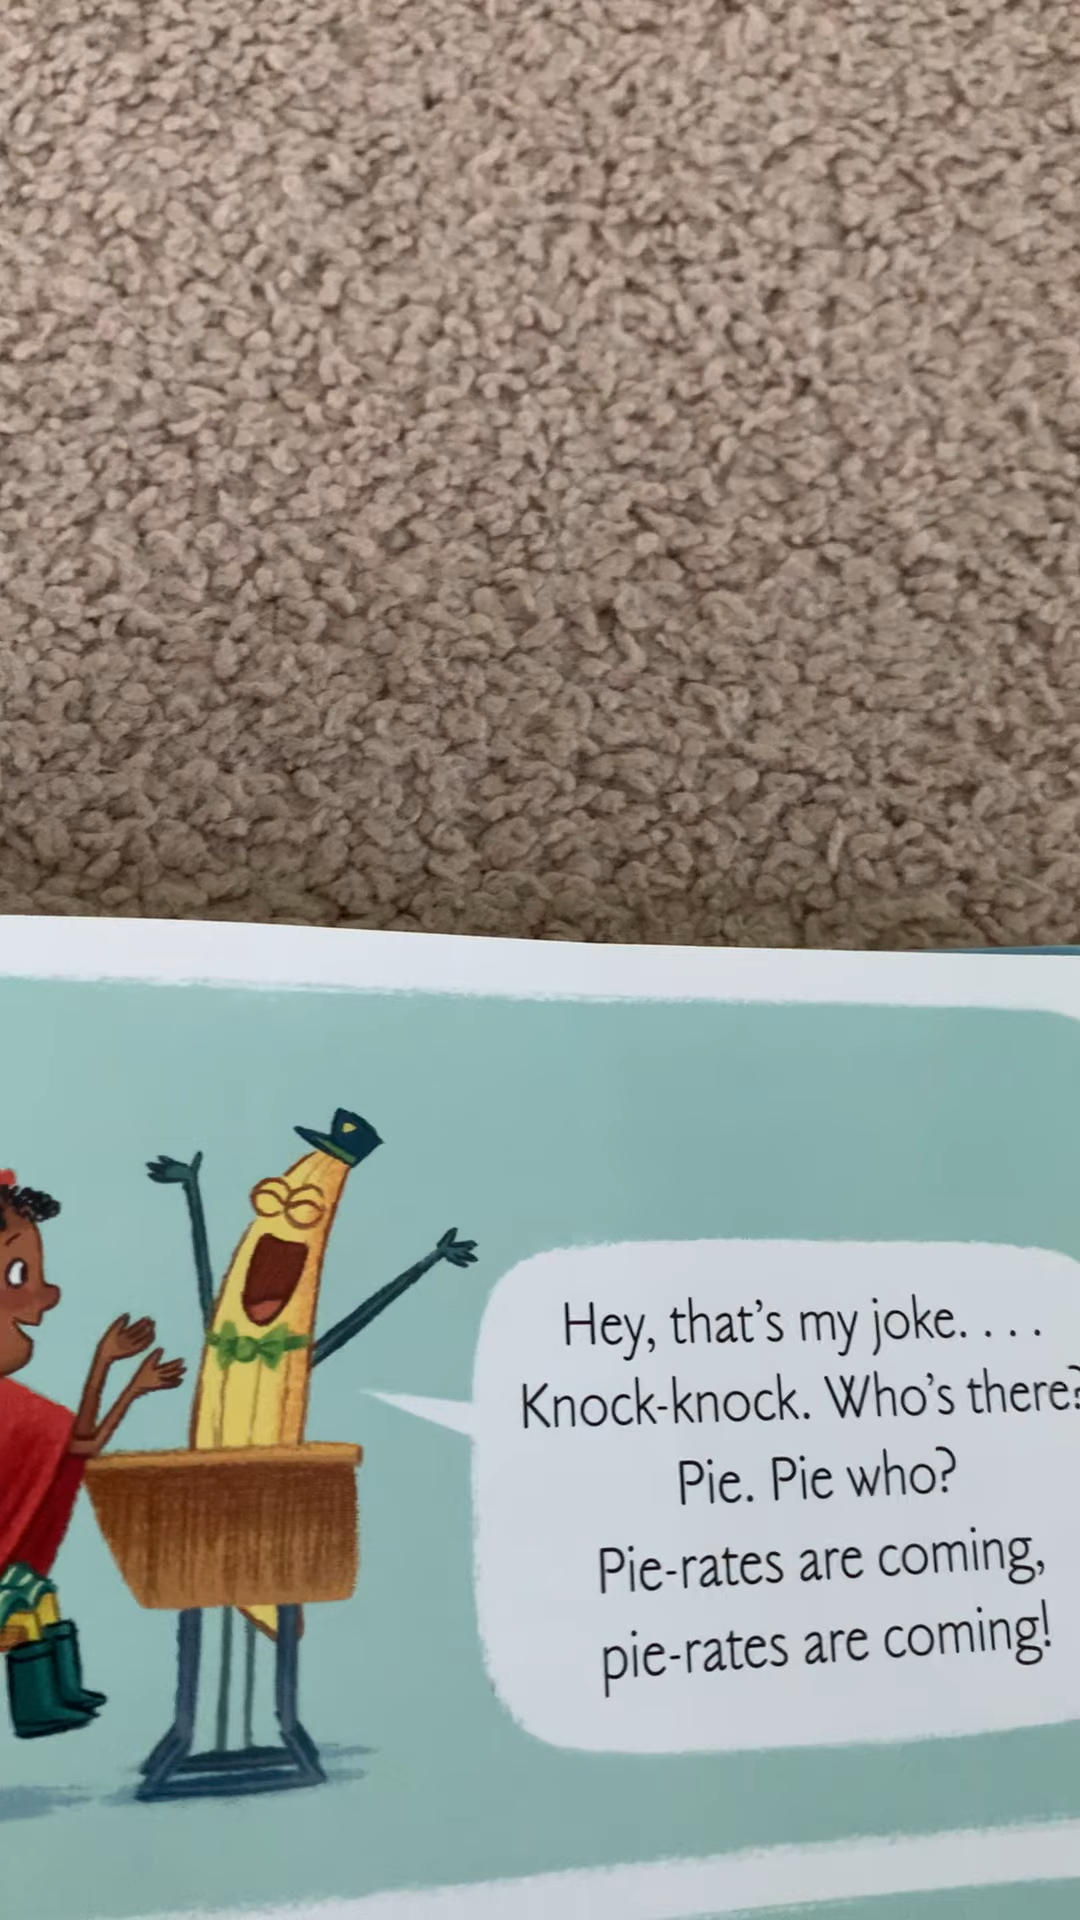 Hey, that's my joke. . . .
Knock-knock. Who's there?
Pie. Pie who?
Pie-rates are coming,
pie-rates are coming!